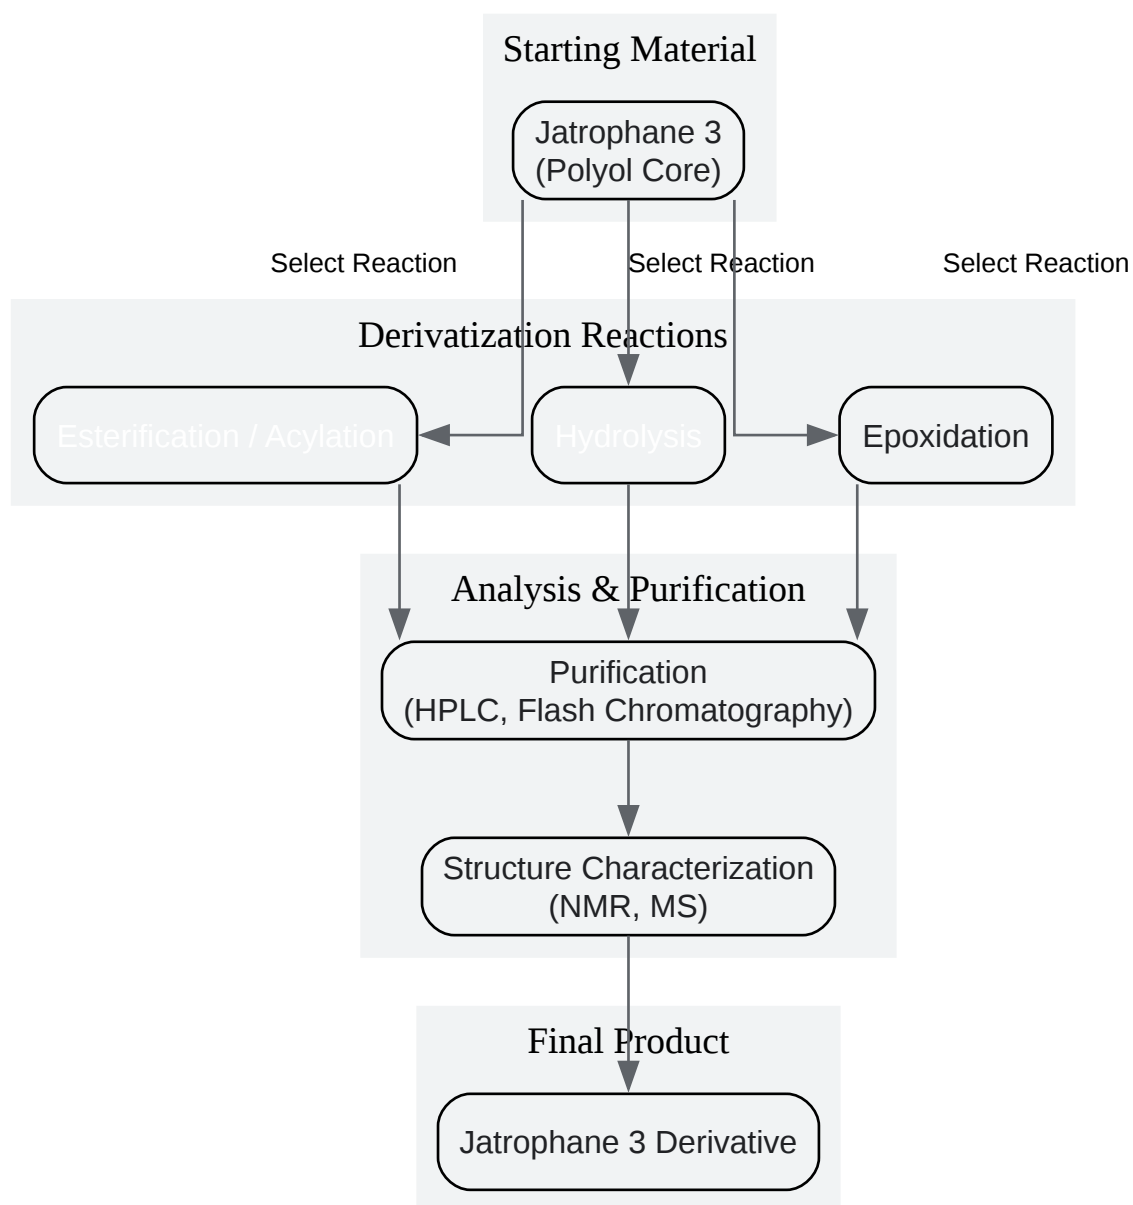 Starting Material
Jatrophane 3
(Polyol Core)
Select Reaction
Select Reaction
Select Reaction
Derivatization Reactions
Esterification / Acylation
Hydrolysis
Epoxidation
Analysis & Purification
Purification
(HPLC, Flash Chromatography)
Structure Characterization
(NMR, MS)
Final Product
Jatrophane 3 Derivative